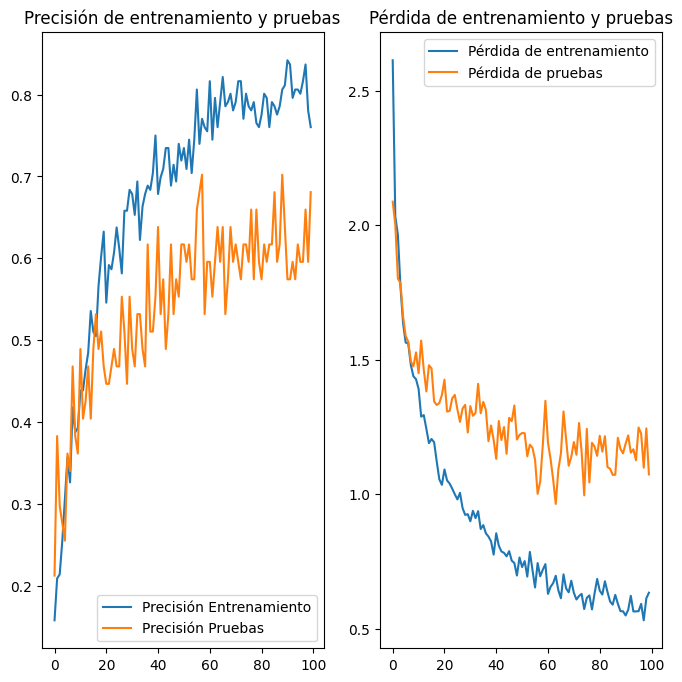 Precisión de entrenamiento y pruebas
0.8
0.7
0.6
0.5
0.4
0.3
0.2
0 20 40 60 80 100
Precisión Entrenamiento
Precisión Pruebas
Pérdida de entrenamiento y pruebas
Pérdida de entrenamiento
Pérdida de pruebas
2.5
2.0
1.5
1.0
0.5
0 20 40 60 80 100